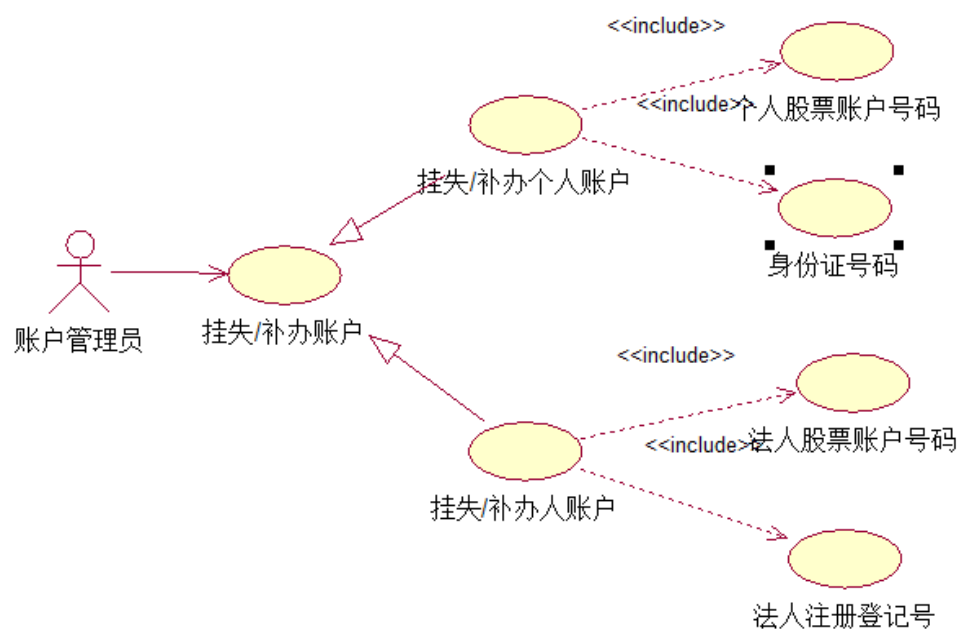 <<include>>
<<include>>
个人股票账户号码
挂失/补办个人账户
身份证号码
账户管理员
挂失/补办账户
<<include>>
<<include>>
法人股票账户号码
挂失/补办人账户
法人注册登记号